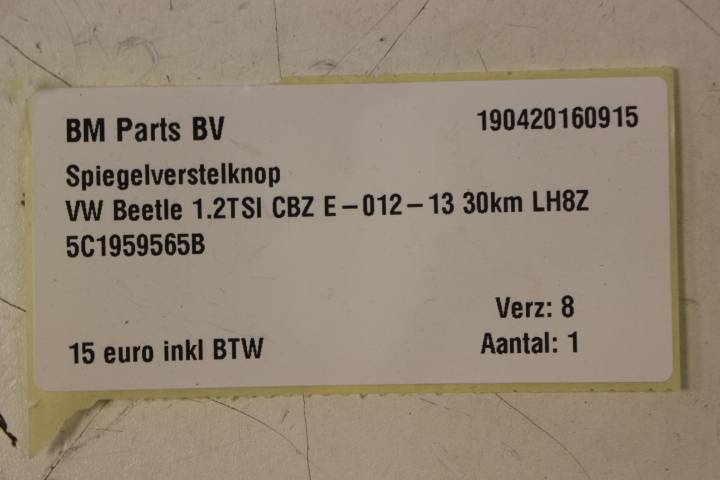 BM Parts BV 190420160915
Spiegelverstelknop
VW Beetle 1.2TSI CBZ E-012-13 30km LH8Z
5C1959565B
Verz: 8
15 euro inkl BTW Aantal: 1